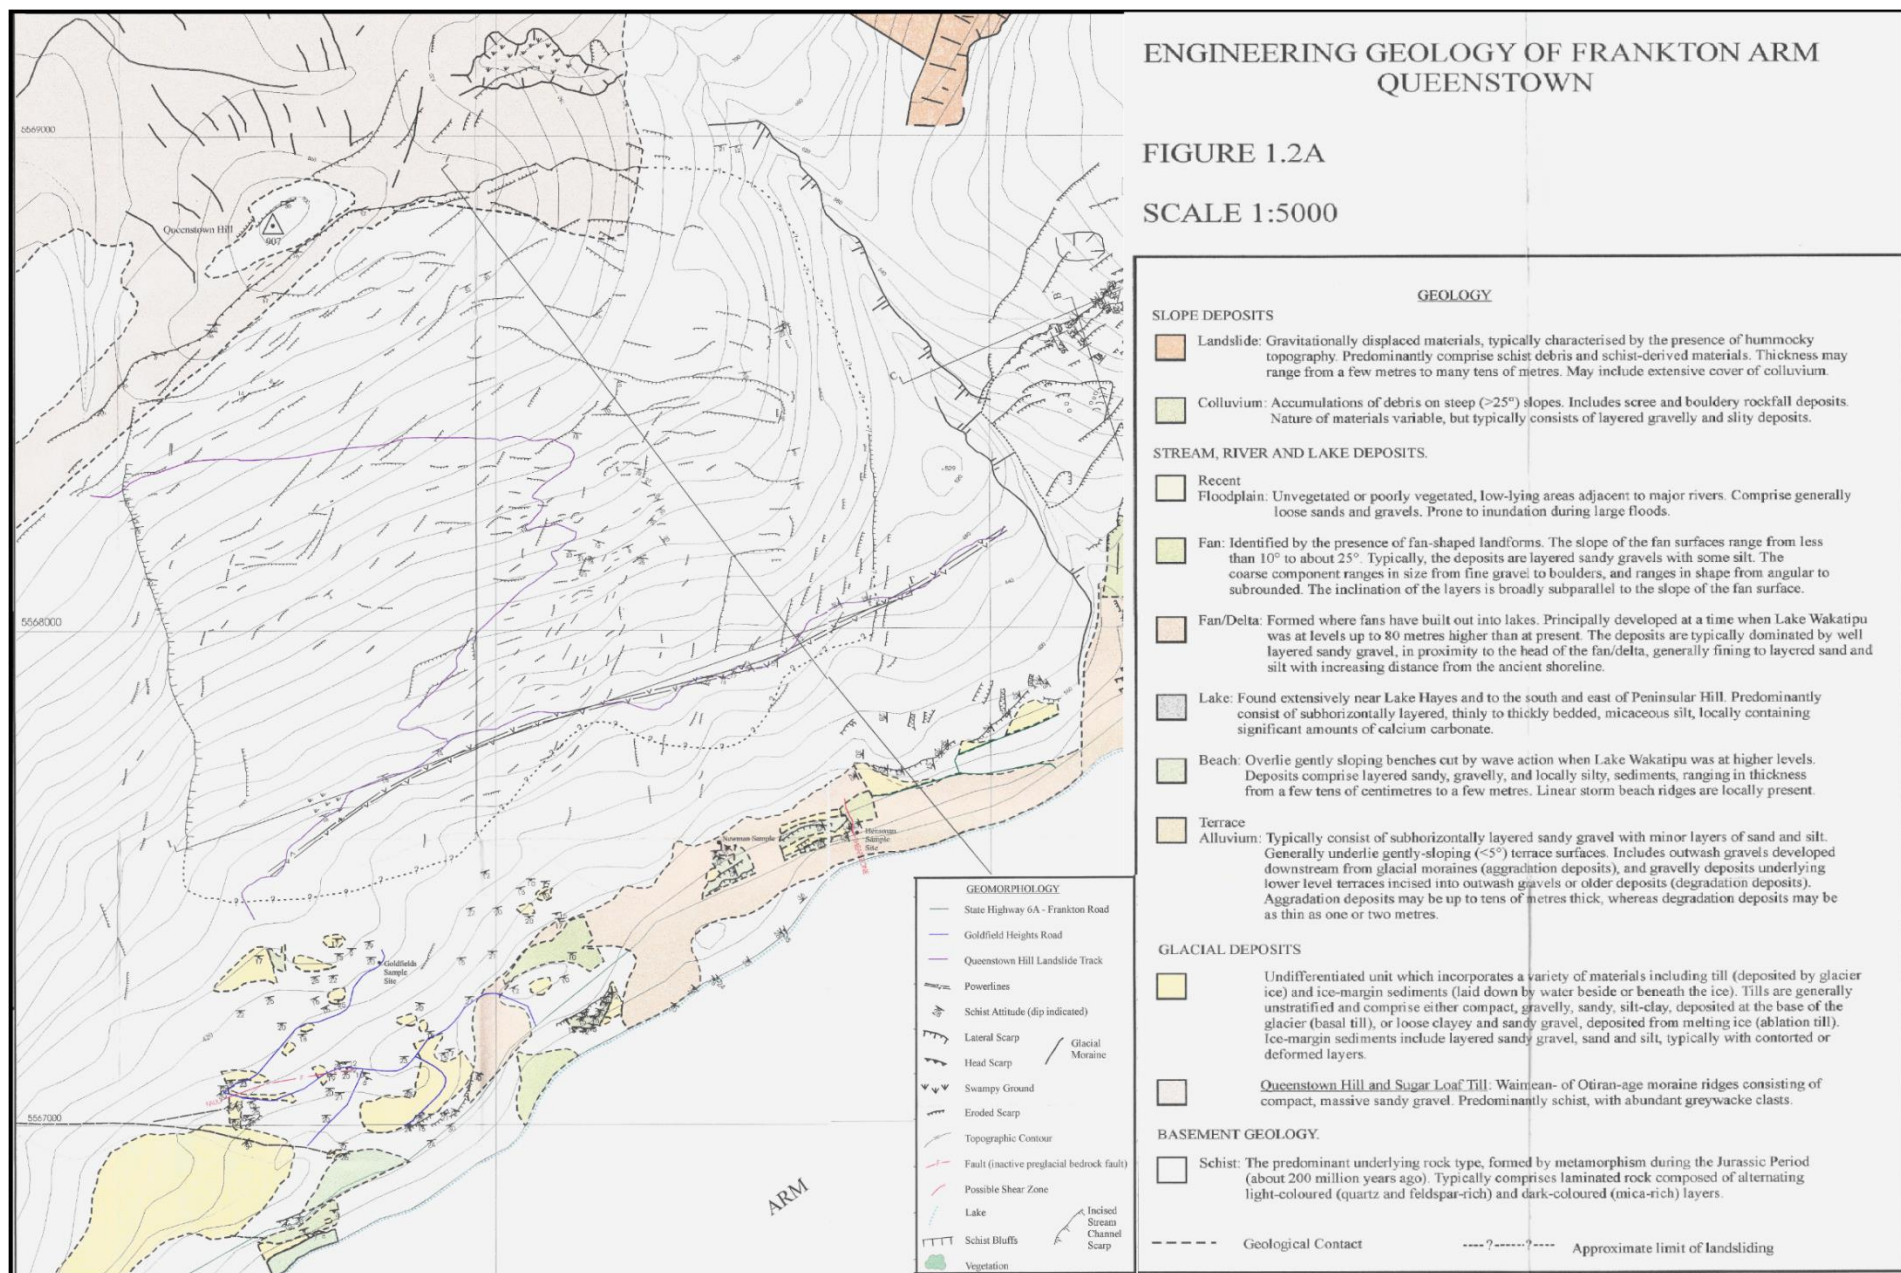 5569000
Queenstown Hill
907
5568000
Newman Sample
Site
Goldfields
Sample
Site
5567000
ARM
GEOMORPHOLOGY
State Highway 6A - Frankton Road
Goldfield Heights Road
Queenstown Hill Landslide Track
Powerlines
Schist Attitude (dip indicated)
Lateral Scarp
Head Scarp
Glacial
Moraine
Swampy Ground
Eroded Scarp
Topographic Contour
Fault (inactive preglacial bedrock fault)
Possible Shear Zone
Lake
Schist Bluffs
Vegetation
Incised
Stream
Channel
Scarp
ENGINEERING GEOLOGY OF FRANKTON ARM
QUEENSTOWN
FIGURE 1.2A
SCALE 1:5000
GEOLOGY
SLOPE DEPOSITS
Landslide: Gravitationally displaced materials, typically characterised by the presence of hummocky
topography. Predominantly comprise schist debris and schist-derived materials. Thickness may
range from a few metres to many tens of metres. May include extensive cover of colluvium.
Colluvium: Accumulations of debris on steep (>25°) slopes. Includes scree and bouldery rockfall deposits.
Nature of materials variable, but typically consists of layered gravelly and slity deposits.
STREAM, RIVER AND LAKE DEPOSITS.
Recent
Floodplain: Unvegetated or poorly vegetated, low-lying areas adjacent to major rivers. Comprise generally
loose sands and gravels. Prone to inundation during large floods.
Fan: Identified by the presence of fan-shaped landforms. The slope of the fan surfaces range from less
than 10° to about 25°. Typically, the deposits are layered sandy gravels with some silt. The
coarse component ranges in size from fine gravel to boulders, and ranges in shape from angular to
subrounded. The inclination of the layers is broadly subparallel to the slope of the fan surface.
Fan/Delta: Formed where fans have built out into lakes. Principally developed at a time when Lake Wakatipu
was at levels up to 80 metres higher than at present. The deposits are typically dominated by well
layered sandy gravel, in proximity to the head of the fan/delta, generally fining to layered sand and
silt with increasing distance from the ancient shoreline.
Lake: Found extensively near Lake Hayes and to the south and east of Peninsular Hill. Predominantly
consist of subhorizontally layered, thinly to thickly bedded, micaceous silt, locally containing
significant amounts of calcium carbonate.
Beach: Overlie gently sloping benches cut by wave action when Lake Wakatipu was at higher levels.
Deposits comprise layered sandy, gravelly, and locally silty, sediments, ranging in thickness
from a few tens of centimetres to a few metres. Linear storm beach ridges are locally present.
Terrace
Alluvium: Typically consist of subhorizontally layered sandy gravel with minor layers of sand and silt.
Generally underlie gently-sloping (<5°) terrace surfaces. Includes outwash gravels developed
downstream from glacial moraines (aggradation deposits), and gravelly deposits underlying
lower level terraces incised into outwash gravels or older deposits (degradation deposits).
Aggradation deposits may be up to tens of metres thick, whereas degradation deposits may be
as thin as one or two metres.
GLACIAL DEPOSITS
Undifferentiated unit which incorporates a variety of materials including till (deposited by glacier
ice) and ice-margin sediments (laid down by water beside or beneath the ice). Tills are generally
unstratified and comprise either compact, gravelly, sandy, silt-clay, deposited at the base of the
glacier (basal till), or loose clayey and sandy gravel, deposited from melting ice (ablation till).
Ice-margin sediments include layered sandy gravel, sand and silt, typically with contorted or
deformed layers.
Queenstown Hill and Sugar Loaf Till: Waimean- of Otiran-age moraine ridges consisting of
compact, massive sandy gravel. Predominantly schist, with abundant greywacke clasts.
BASEMENT GEOLOGY.
Schist: The predominant underlying rock type, formed by metamorphism during the Jurassic Period
(about 200 million years ago). Typically comprises laminated rock composed of alternating
light-coloured (quartz and feldspar-rich) and dark-coloured (mica-rich) layers.
Geological Contact
Approximate limit of landsliding